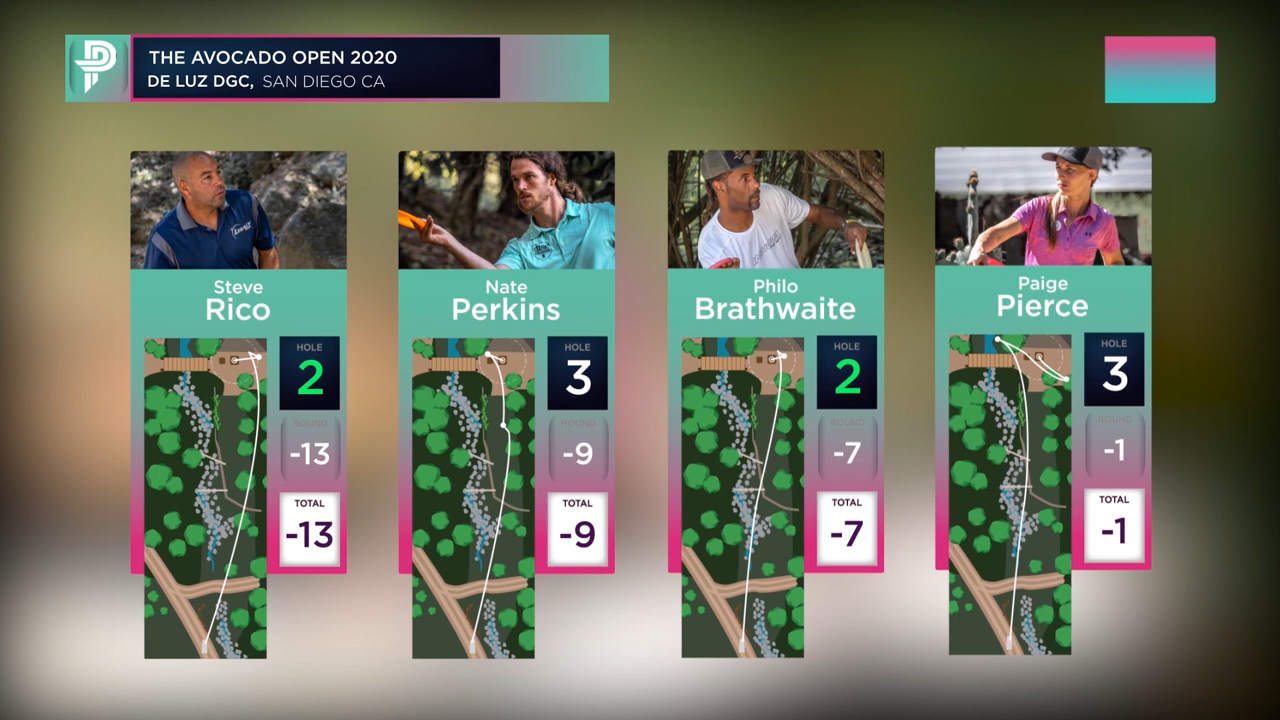 THE AVOCADO OPEN 2020
DE LUZ DGC, SAN DIEGO CA
Steve
Rico
HOLE
2
ROUND
-13
TOTAL
-13
Nate
Perkins
HOLE
3
ROUND
-9
TOTAL
-9
Philo
Brathwaite
HOLE
2
ROUND
-7
TOTAL
-7
Paige
Pierce
HOLE
3
ROUND
-1
TOTAL
-1